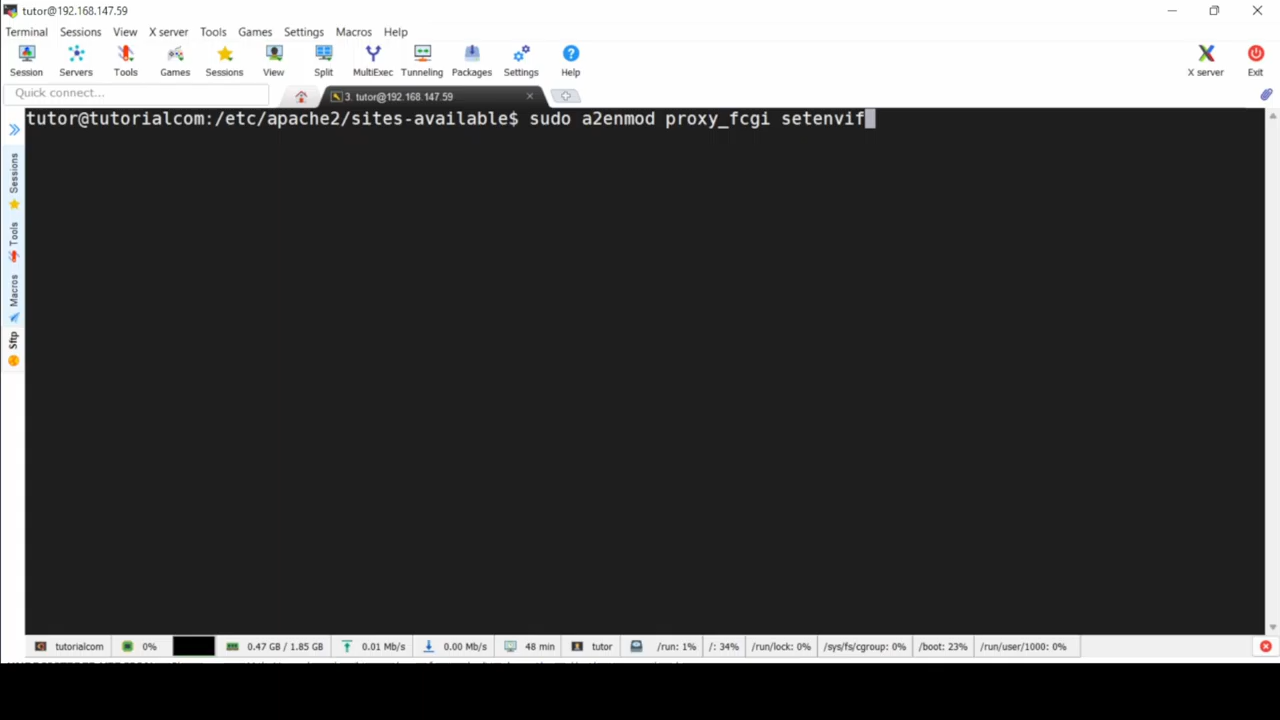 tutor@192.168.147.59
Terminal Sessions View X server Tools Games Settings Macros Help
Session Servers Tools Games Sessions View Split MultiExec Tunneling Packages Settings Help X server Exit
Quick connect...
3. tutor@192.168.147.59
tutor@tutorialcom:/etc/apache2/sites-available$ sudo a2enmod proxy_fcgi setenvif
Sessions
Tools
Macros
Sftp
tutorialcom 0% 0.47 GB / 1.85 GB 0.01 Mb/s 0.00 Mb/s 48 min tutor /run: 1% /: 34% /run/lock: 0% /sys/fs/cgroup: 0% /boot: 23% /run/user/1000: 0%